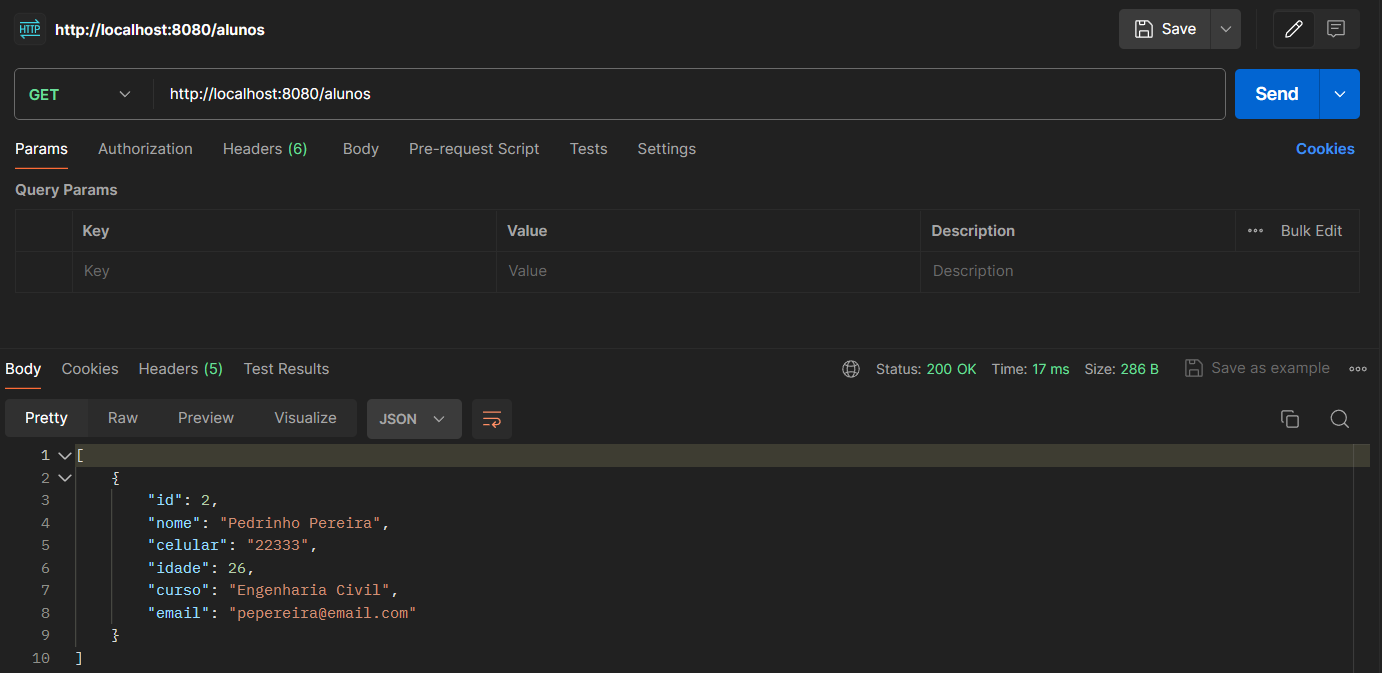 HTTP http://localhost:8080/alunos Save
GET http://localhost:8080/alunos Send
Params Authorization Headers (6) Body Pre-request Script Tests Settings Cookies
Query Params
Key Value Description Bulk Edit
Key Value Description
Body Cookies Headers (5) Test Results Status: 200 OK Time: 17 ms Size: 286 B Save as example
Pretty Raw Preview Visualize JSON
1 [
2 {
3 "id": 2,
4 "nome": "Pedrinho Pereira",
5 "celular": "22333",
6 "idade": 26,
7 "curso": "Engenharia Civil",
8 "email": "pepereira@email.com"
9 }
10 ]